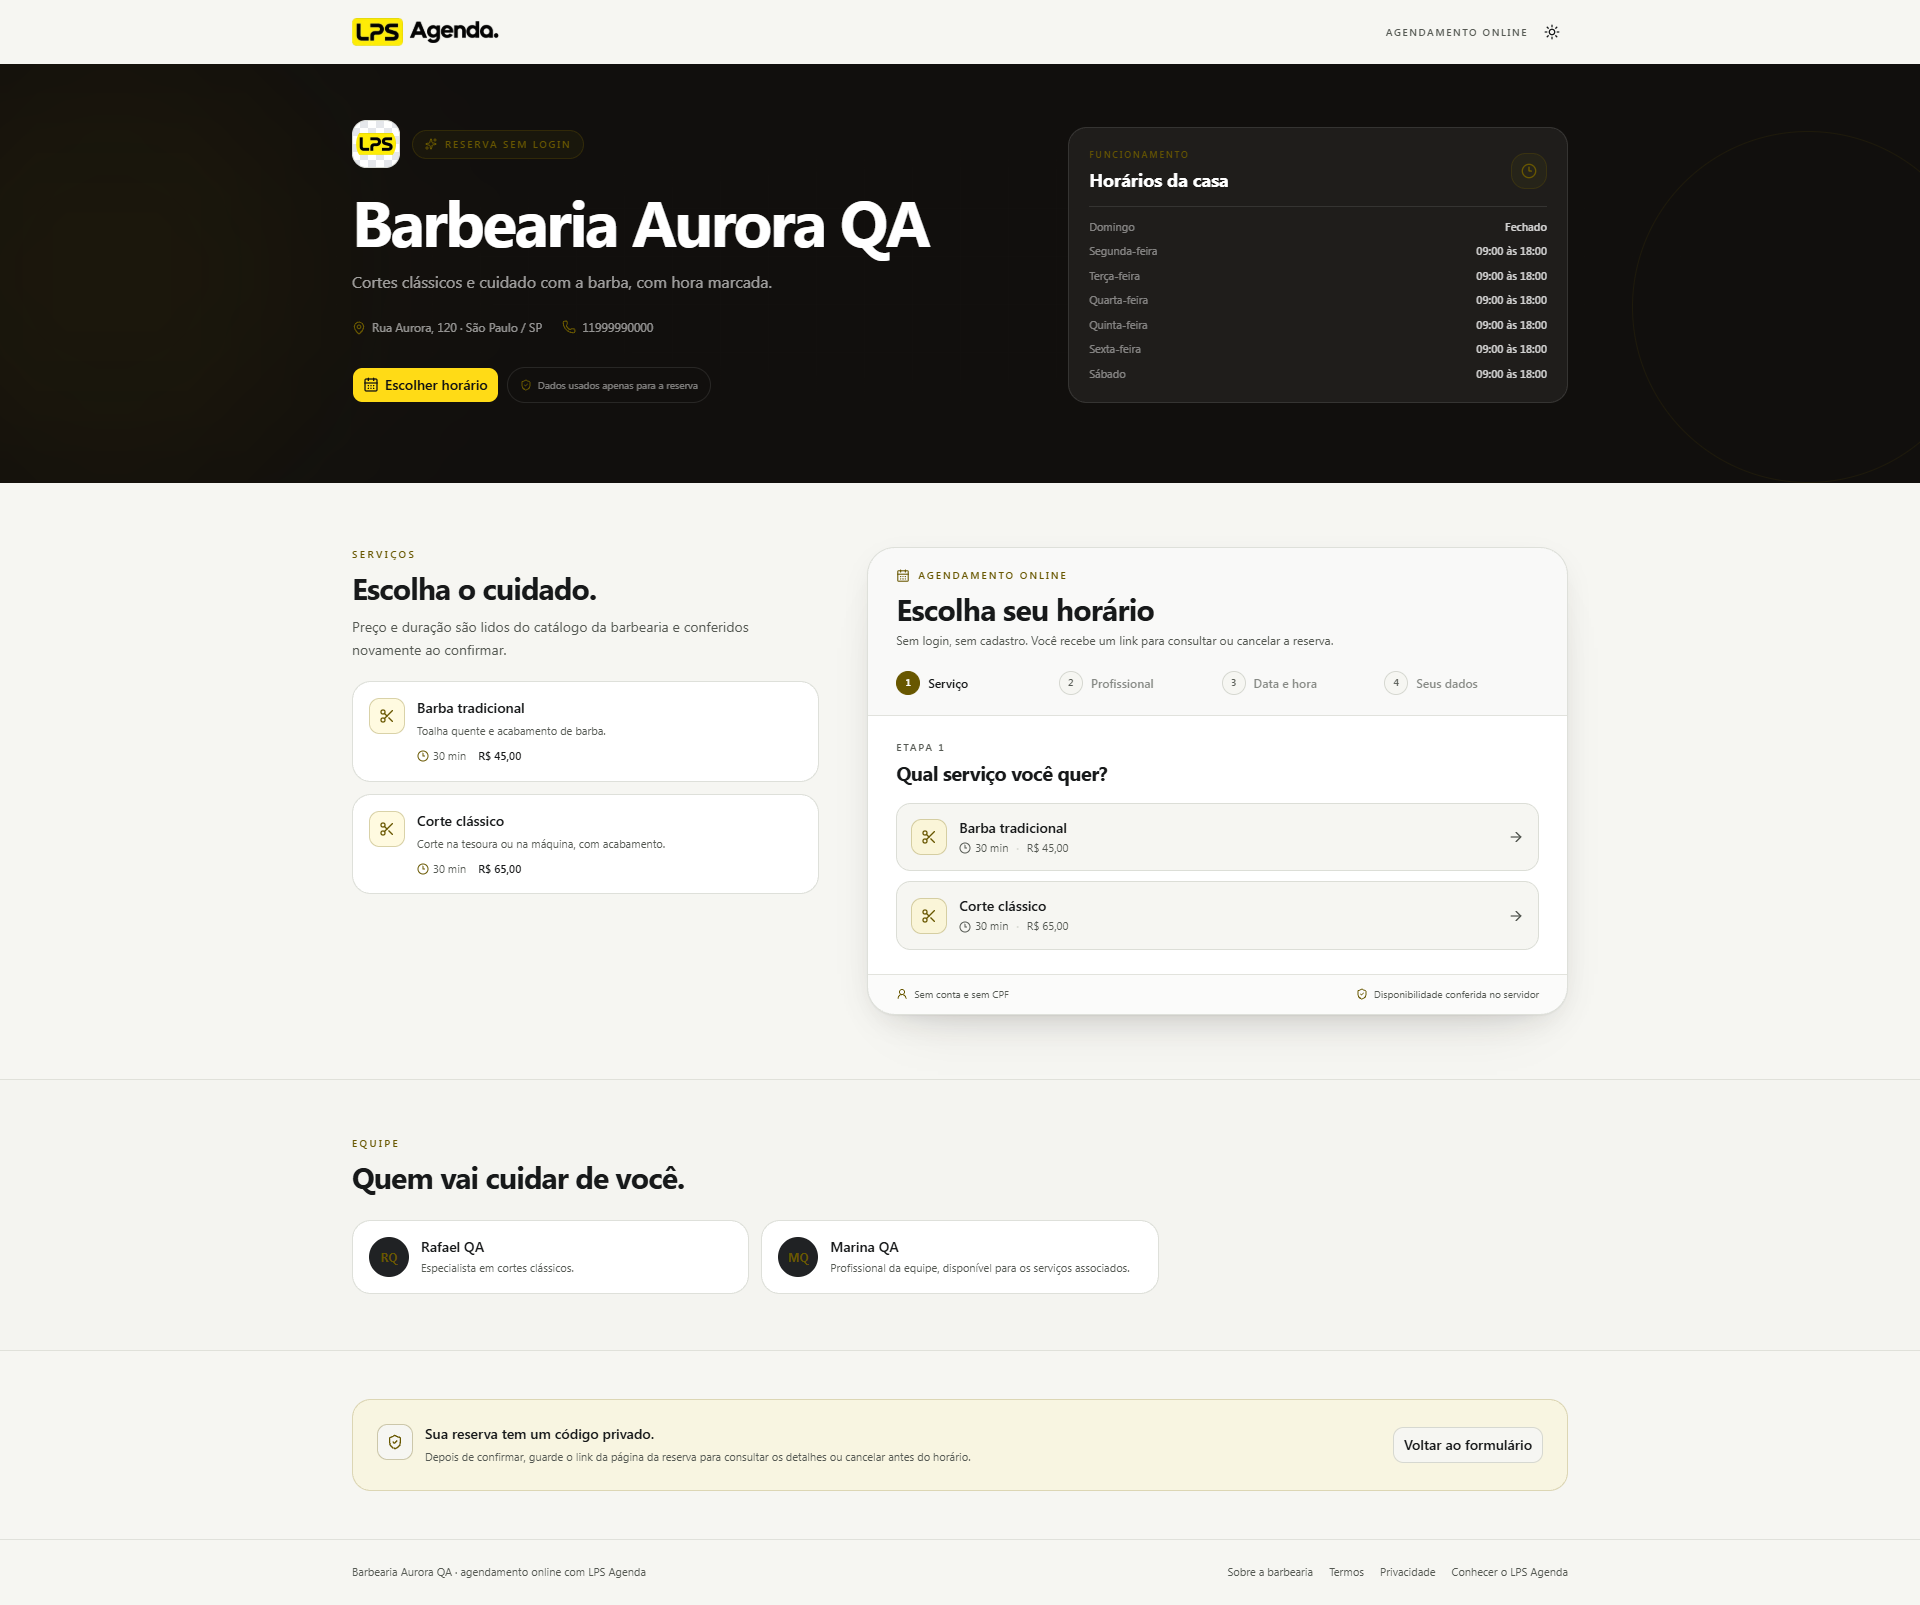 LPS Agenda.
AGENDAMENTO ONLINE
LPS
RESERVA SEM LOGIN
Barbearia Aurora QA
Cortes clássicos e cuidado com a barba, com hora marcada.
Rua Aurora, 120 · São Paulo / SP
11999990000
Escolher horário
Dados usados apenas para a reserva
FUNCIONAMENTO
Horários da casa
Domingo Fechado
Segunda-feira 09:00 às 18:00
Terça-feira 09:00 às 18:00
Quarta-feira 09:00 às 18:00
Quinta-feira 09:00 às 18:00
Sexta-feira 09:00 às 18:00
Sábado 09:00 às 18:00
SERVIÇOS
Escolha o cuidado.
Preço e duração são lidos do catálogo da barbearia e conferidos
novamente ao confirmar.
Barba tradicional
Toalha quente e acabamento de barba.
30 min R$ 45,00
Corte clássico
Corte na tesoura ou na máquina, com acabamento.
30 min R$ 65,00
AGENDAMENTO ONLINE
Escolha seu horário
Sem login, sem cadastro. Você recebe um link para consultar ou cancelar a reserva.
1 Serviço
2 Profissional
3 Data e hora
4 Seus dados
ETAPA 1
Qual serviço você quer?
Barba tradicional
30 min · R$ 45,00
Corte clássico
30 min · R$ 65,00
Sem conta e sem CPF
Disponibilidade conferida no servidor
EQUIPE
Quem vai cuidar de você.
RQ
Rafael QA
Especialista em cortes clássicos.
MQ
Marina QA
Profissional da equipe, disponível para os serviços associados.
Sua reserva tem um código privado.
Depois de confirmar, guarde o link da página da reserva para consultar os detalhes ou cancelar antes do horário.
Voltar ao formulário
Barbearia Aurora QA · agendamento online com LPS Agenda
Sobre a barbearia
Termos
Privacidade
Conhecer o LPS Agenda